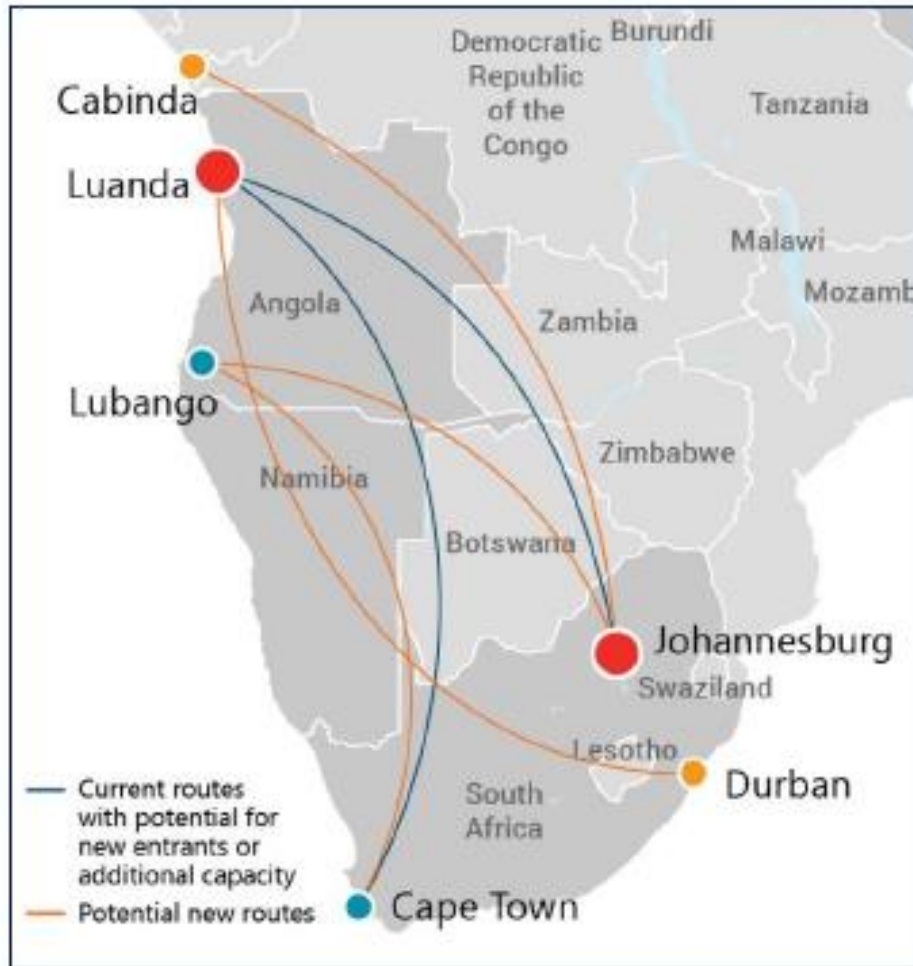 Democratic
Republic
of the
Congo
Burundi
Tanzania
Cabinda
Luanda
Malawi
Mozamb
Angola
Zambia
Lubango
Namibia
Zimbabwe
Botswana
Johannesburg
Swaziland
Lesotho
Durban
South
Africa
Cape Town
Current routes
with potential for
new entrants or
additional capacity
Potential new routes